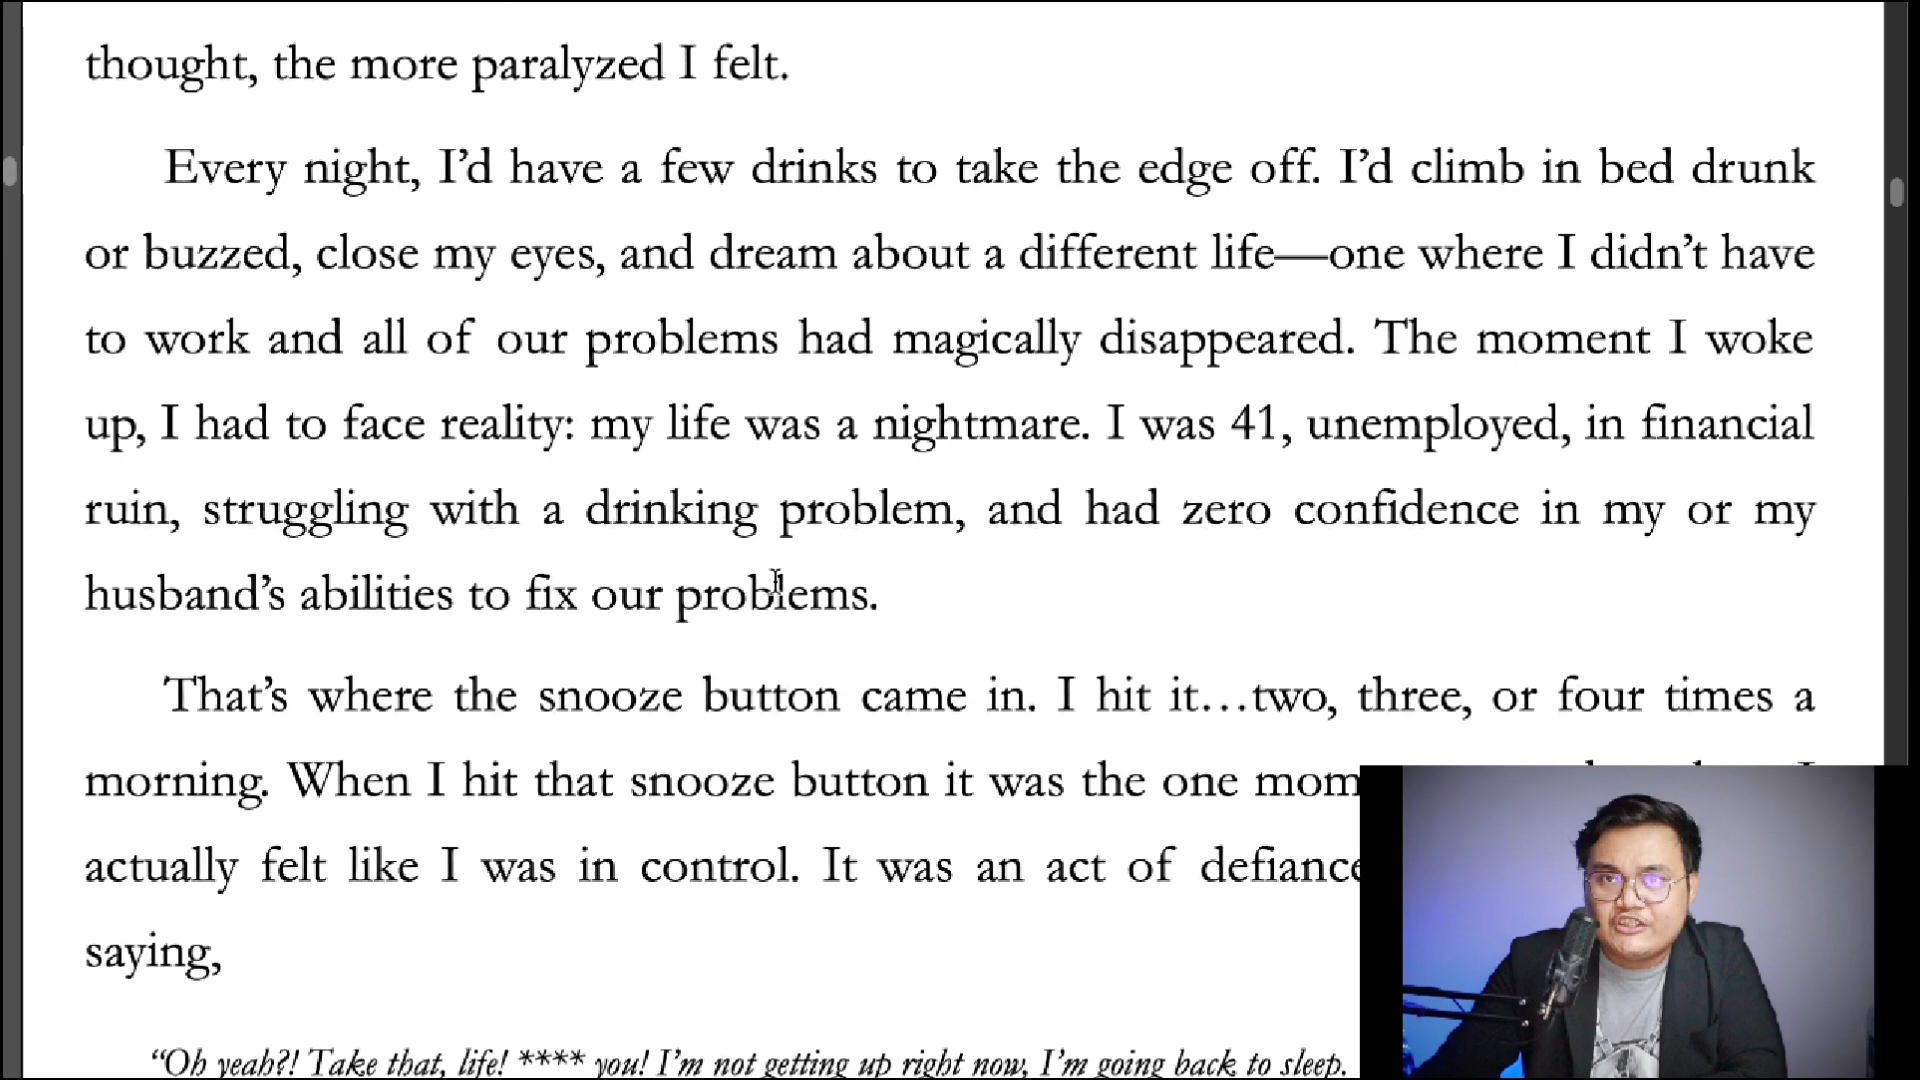 thought, the more paralyzed I felt.
Every night, I’d have a few drinks to take the edge off. I’d climb in bed drunk
or buzzed, close my eyes, and dream about a different life—one where I didn’t have
to work and all of our problems had magically disappeared. The moment I woke
up, I had to face reality: my life was a nightmare. I was 41, unemployed, in financial
ruin, struggling with a drinking problem, and had zero confidence in my or my
husband’s abilities to fix our problems.
That’s where the snooze button came in. I hit it…two, three, or four times a
morning. When I hit that snooze button it was the one
actually felt like I was in control. It was an act of
saying,
“Oh yeah?! Take that, life! **** you! I’m not getting up right now, I’m going back to sleep.